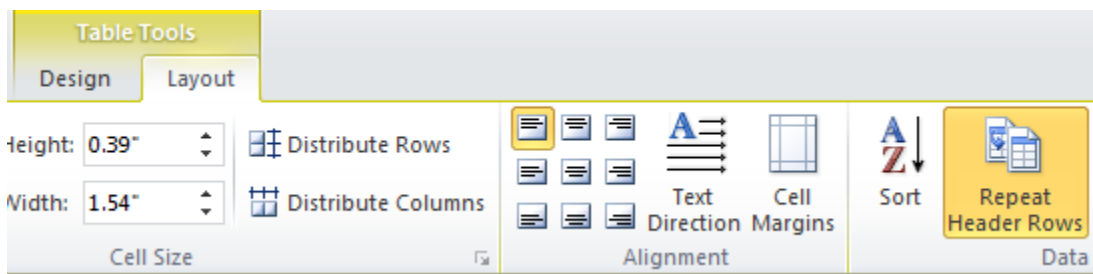 Table Tools
Design Layout
Height: 0.39"
Distribute Rows
Width: 1.54"
Distribute Columns
Text Direction
Cell Margins
Sort
Repeat Header Rows
Cell Size
Alignment
Data